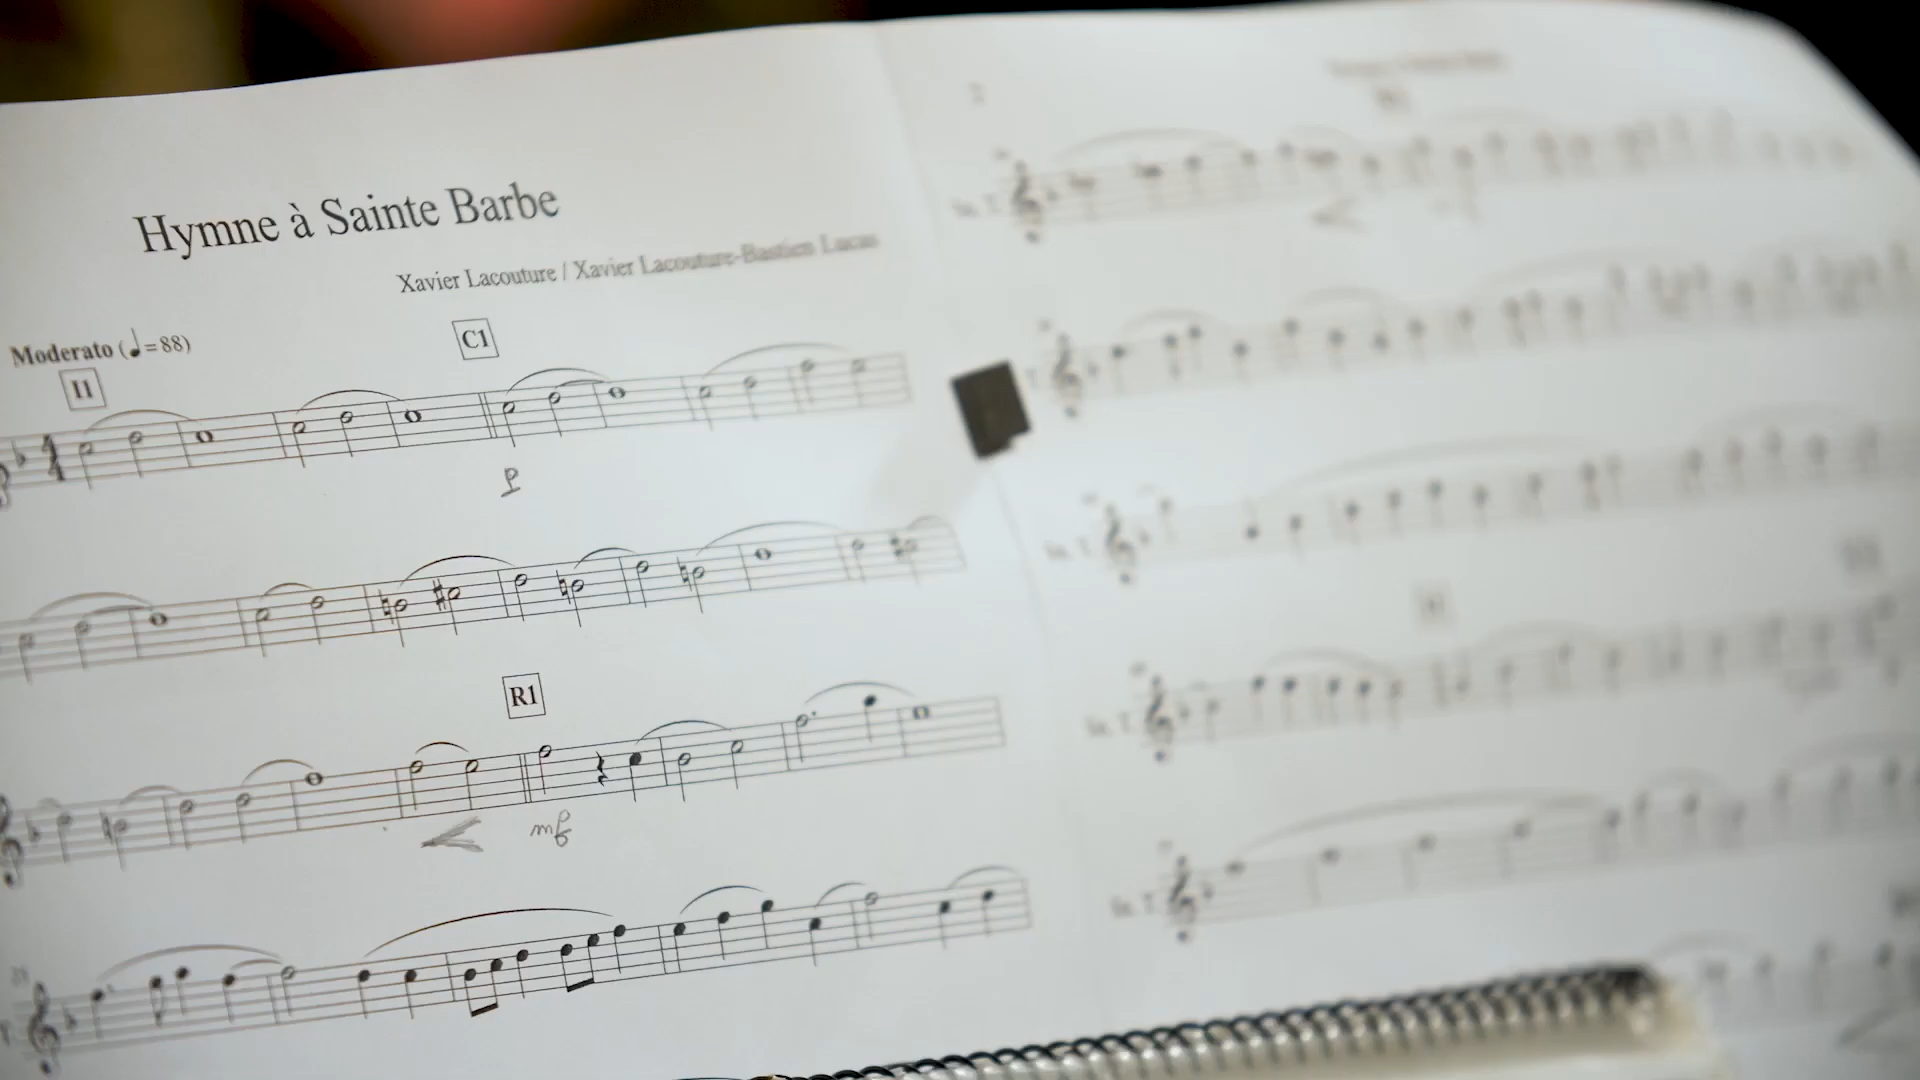 Hymne à Sainte Barbe
Xavier Lacouture / Xavier Lacouture-Bastien Lucas
Moderato (♩=88)
I1
C1
p
R1
mf